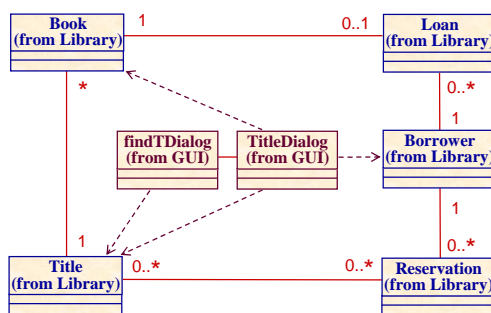 Book
(from Library)
1
0..1
Loan
(from Library)
*
0..*
1
findTDialog
(from GUI)
TitleDialog
(from GUI)
Borrower
(from Library)
1
1
0..*
Title
(from Library)
0..*
0..*
Reservation
(from Library)